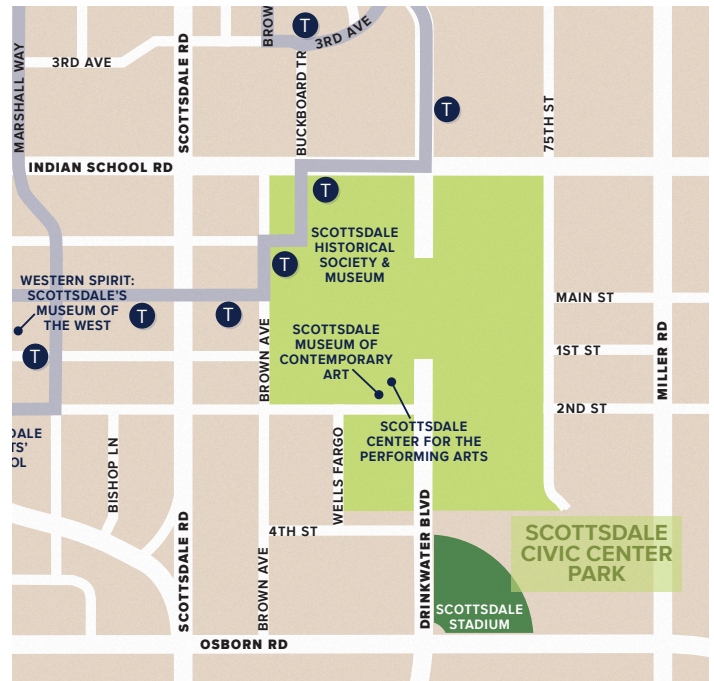 BROW
T
3RD AVE
SCOTTSDALE RD
MARSHALL WAY
3RD AVE
BUCKBOARD TR
T
75TH ST
INDIAN SCHOOL RD
T
SCOTTSDALE
HISTORICAL
SOCIETY &
MUSEUM
T
WESTERN SPIRIT:
SCOTTSDALE'S
MUSEUM OF
THE WEST
T
T
T
MAIN ST
BROWN AVE
SCOTTSDALE
MUSEUM OF
CONTEMPORARY
ART
1ST ST
MILLER RD
2ND ST
DALE
TS'
OL
BISHOP LN
WELLS FARGO
SCOTTSDALE
CENTER FOR THE
PERFORMING ARTS
SCOTTSDALE RD
BROWN AVE
4TH ST
DRINKWATER BLVD
SCOTTSDALE
CIVIC CENTER
PARK
SCOTTSDALE
STADIUM
OSBORN RD